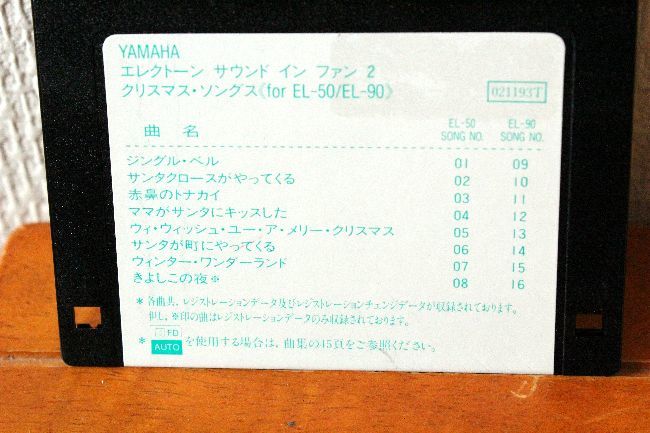 YAMAHA
エレクトーン サウンド イン ファン 2
クリスマス・ソングス《for EL-50/EL-90》 021193T
曲 名 EL-50 SONG NO. EL-90 SONG NO.
ジングル・ベル 01 09
サンタクロースがやってくる 02 10
赤鼻のトナカイ 03 11
ママがサンタにキッスした 04 12
ウィ・ウィッシュ・ユー・ア・メリー・クリスマス 05 13
サンタが町にやってくる 06 14
ウィンター・ワンダーランド 07 15
きよしこの夜※ 08 16
*各曲共、レジストレーションデータ及びレジストレーションチェンジデータが収録されております。
但し、※印の曲はレジストレーションデータのみ収録されております。
FD
* AUTO を使用する場合は、曲集の45頁をご参照ください。